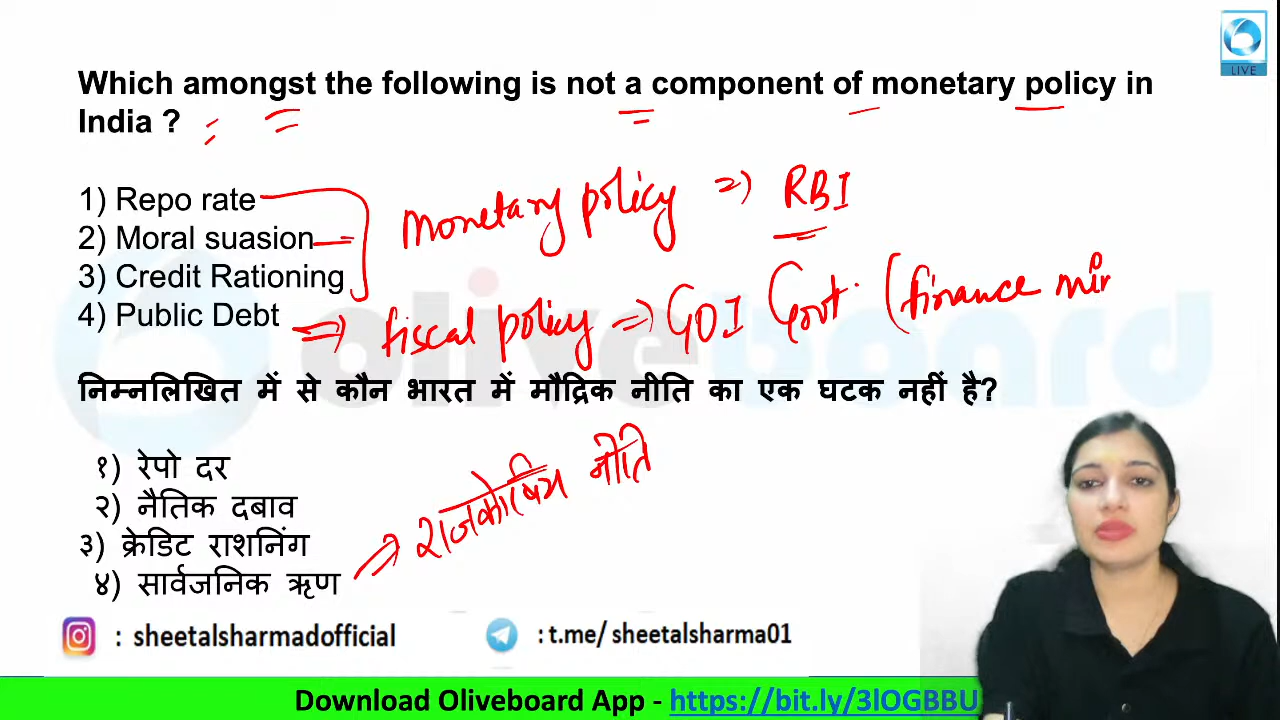 LIVE
Which amongst the following is not a component of monetary policy in
India ?
1) Repo rate
2) Moral suasion
3) Credit Rationing
4) Public Debt
Monetary policy => RBI
=> fiscal policy => GOI Govt. (finance min
oliveboard
निम्नलिखित में से कौन भारत में मौद्रिक नीति का एक घटक नहीं है?
१) रेपो दर
२) नैतिक दबाव
३) क्रेडिट राशनिंग
४) सार्वजनिक ऋण
=> राजकोषिय नीति
: sheetalsharmadofficial
: t.me/ sheetalsharma01
Download Oliveboard App - https://bit.ly/3lOGBBU